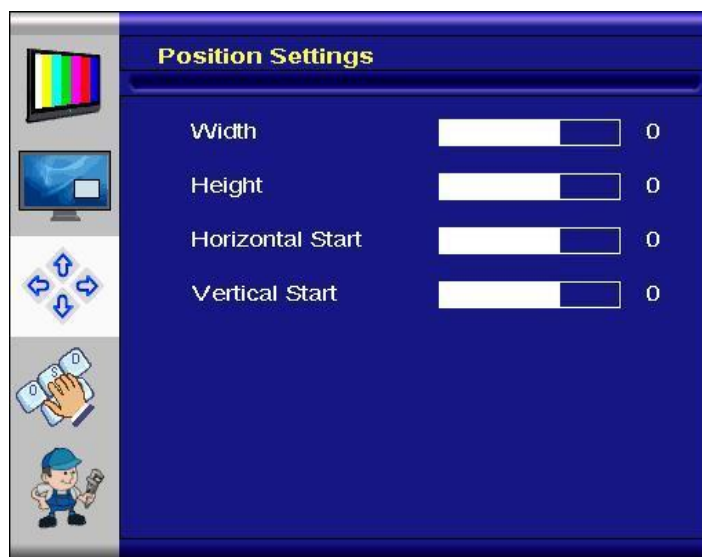 Position Settings
Width 0
Height 0
Horizontal Start 0
Vertical Start 0
O S D